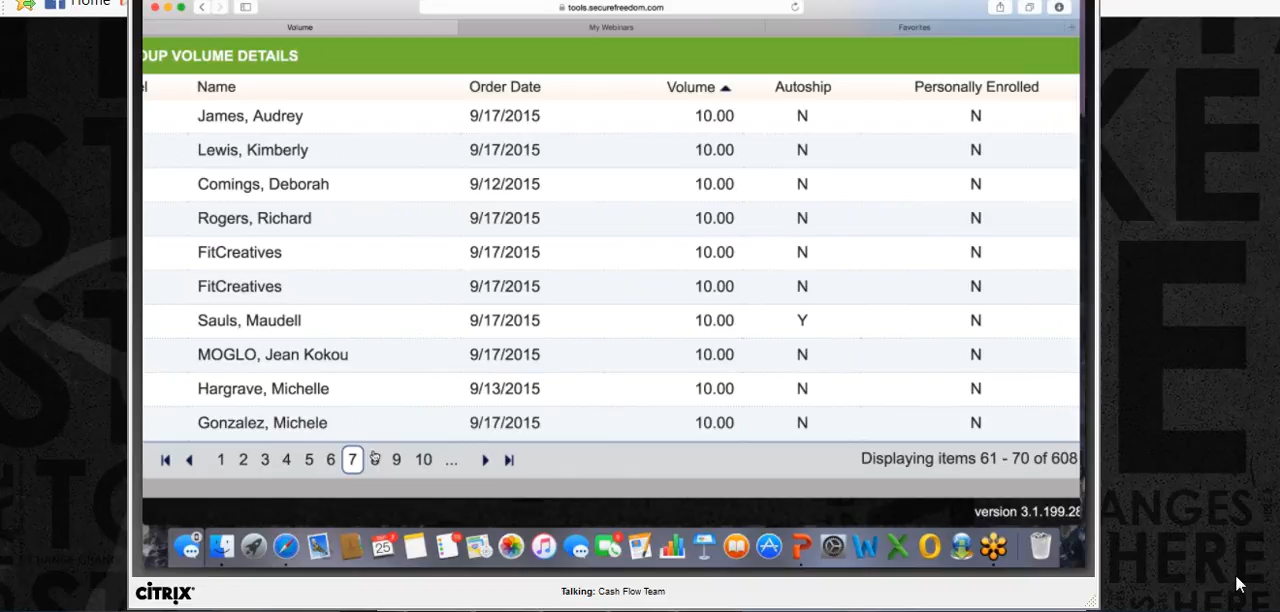 Home
tools.securefreedom.com
Volume My Webinars Favorites
OUP VOLUME DETAILS
el Name Order Date Volume Autoship Personally Enrolled
James, Audrey 9/17/2015 10.00 N N
Lewis, Kimberly 9/17/2015 10.00 N N
Comings, Deborah 9/12/2015 10.00 N N
Rogers, Richard 9/17/2015 10.00 N N
FitCreatives 9/17/2015 10.00 N N
FitCreatives 9/17/2015 10.00 N N
Sauls, Maudell 9/17/2015 10.00 Y N
MOGLO, Jean Kokou 9/17/2015 10.00 N N
Hargrave, Michelle 9/13/2015 10.00 N N
Gonzalez, Michele 9/17/2015 10.00 N N
1 2 3 4 5 6 7 9 10 ... Displaying items 61 - 70 of 608
version 3.1.199.28
25
CITRIX
Talking: Cash Flow Team
KE
E
ANGES
HERE